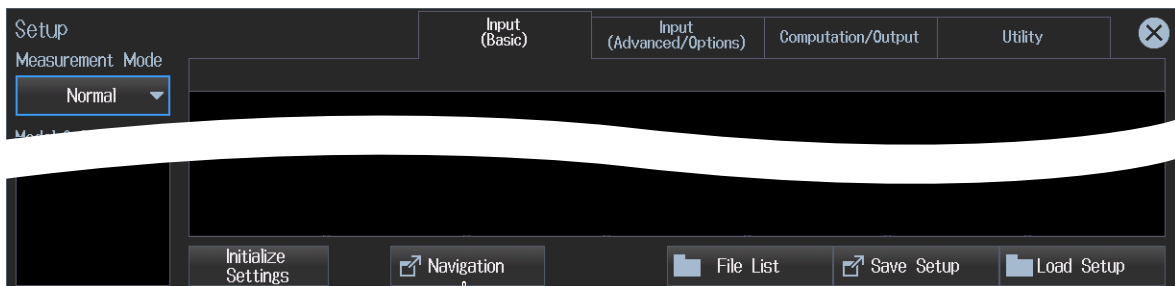 Setup
Input
(Basic)
Input
(Advanced/Options)
Computation/Output
Utility
Measurement Mode
Normal
Initialize
Settings
Navigation
File List
Save Setup
Load Setup